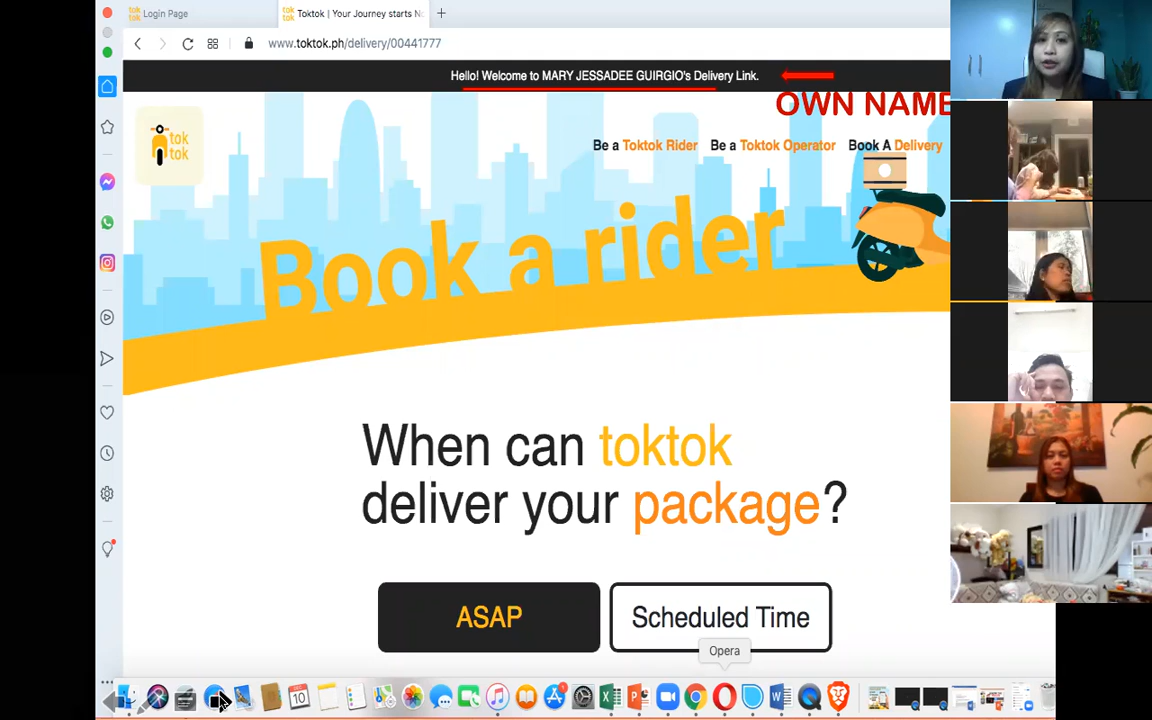 Login Page
Toktok | Your Journey starts No
www.toktok.ph/delivery/00441777
Hello! Welcome to MARY JESSADEE GUIRGIO's Delivery Link.
OWN NAME
tok
tok
Be a Toktok Rider
Be a Toktok Operator
Book A Delivery
Book a rider
When can toktok
deliver your package?
ASAP
Scheduled Time
Opera
10